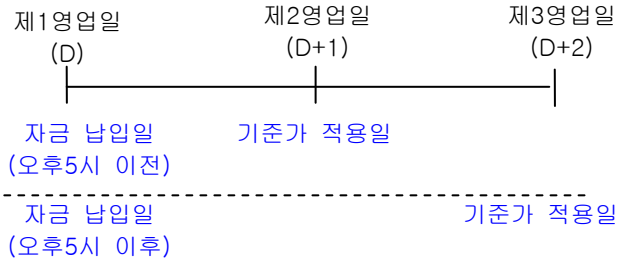 제1영업일 제2영업일 제3영업일
(D) (D+1) (D+2)
자금 납입일 기준가 적용일
(오후5시 이전)
자금 납입일 기준가 적용일
(오후5시 이후)